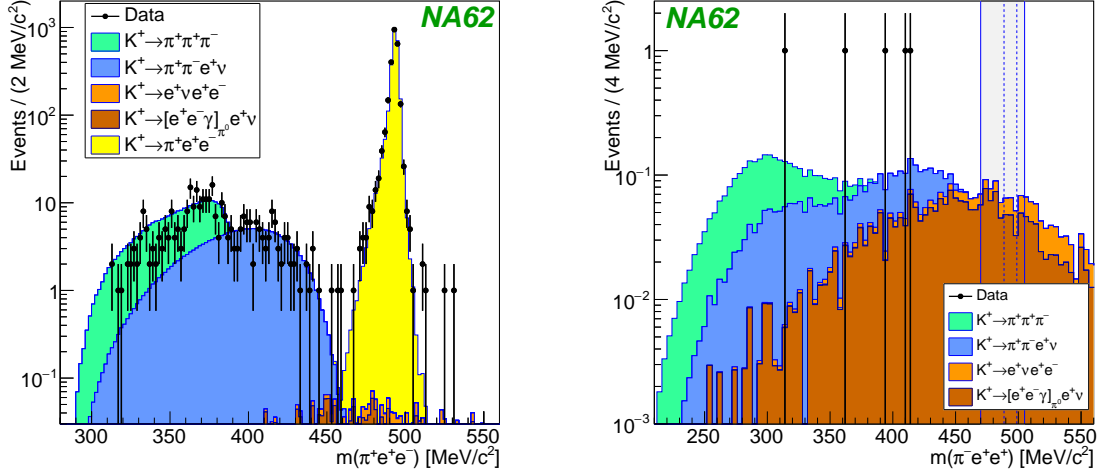 NA62
Events / (2 MeV/c²)
10³
10²
10
1
10⁻¹
Data
K⁺→π⁺π⁺π⁻
K⁺→π⁺π⁻e⁺ν
K⁺→e⁺νe⁺e⁻
K⁺→[e⁺e⁻γ]_π⁰e⁺ν
K⁺→π⁺e⁺e⁻
300 350 400 450 500 550
m(π⁺e⁺e⁻) [MeV/c²]
NA62
Events / (4 MeV/c²)
1
10⁻¹
10⁻²
10⁻³
Data
K⁺→π⁺π⁺π⁻
K⁺→π⁺π⁻e⁺ν
K⁺→e⁺νe⁺e⁻
K⁺→[e⁺e⁻γ]_π⁰e⁺ν
250 300 350 400 450 500 550
m(π⁻e⁺e⁺) [MeV/c²]